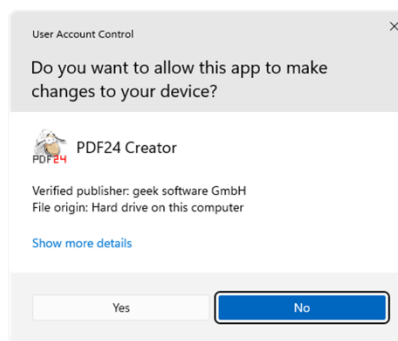 User Account Control
Do you want to allow this app to make
changes to your device?
PDF24
PDF24 Creator
Verified publisher: geek software GmbH
File origin: Hard drive on this computer
Show more details
Yes
No